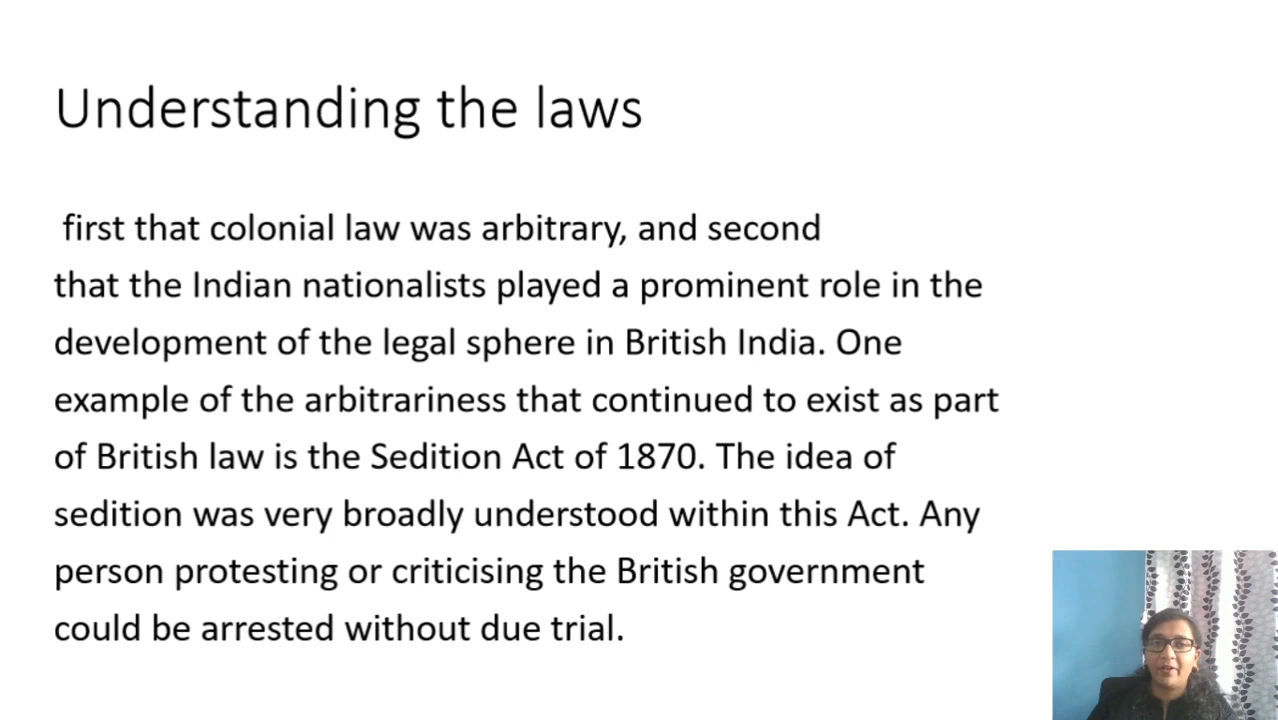 Understanding the laws
first that colonial law was arbitrary, and second
that the Indian nationalists played a prominent role in the
development of the legal sphere in British India. One
example of the arbitrariness that continued to exist as part
of British law is the Sedition Act of 1870. The idea of
sedition was very broadly understood within this Act. Any
person protesting or criticising the British government
could be arrested without due trial.